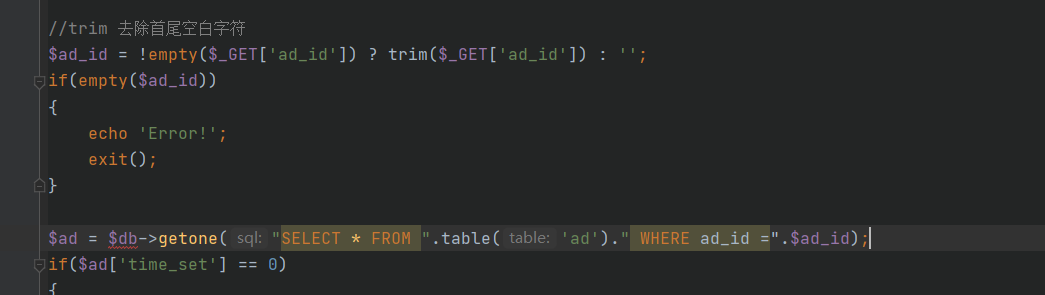 //trim 去除首尾空白字符
$ad_id = !empty($_GET['ad_id']) ? trim($_GET['ad_id']) : '';
if(empty($ad_id))
{
echo 'Error!';
exit();
}
$ad = $db->getone( sql: "SELECT * FROM ".table( table: 'ad')." WHERE ad_id =".$ad_id);
if($ad['time_set'] == 0)
{